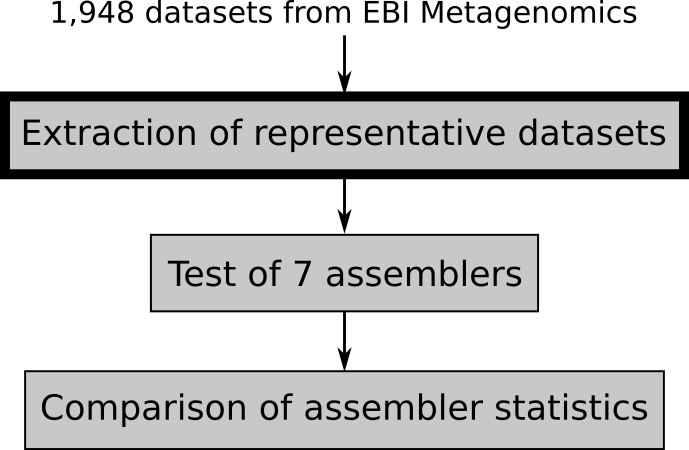 1,948 datasets from EBI Metagenomics
Extraction of representative datasets
Test of 7 assemblers
Comparison of assembler statistics